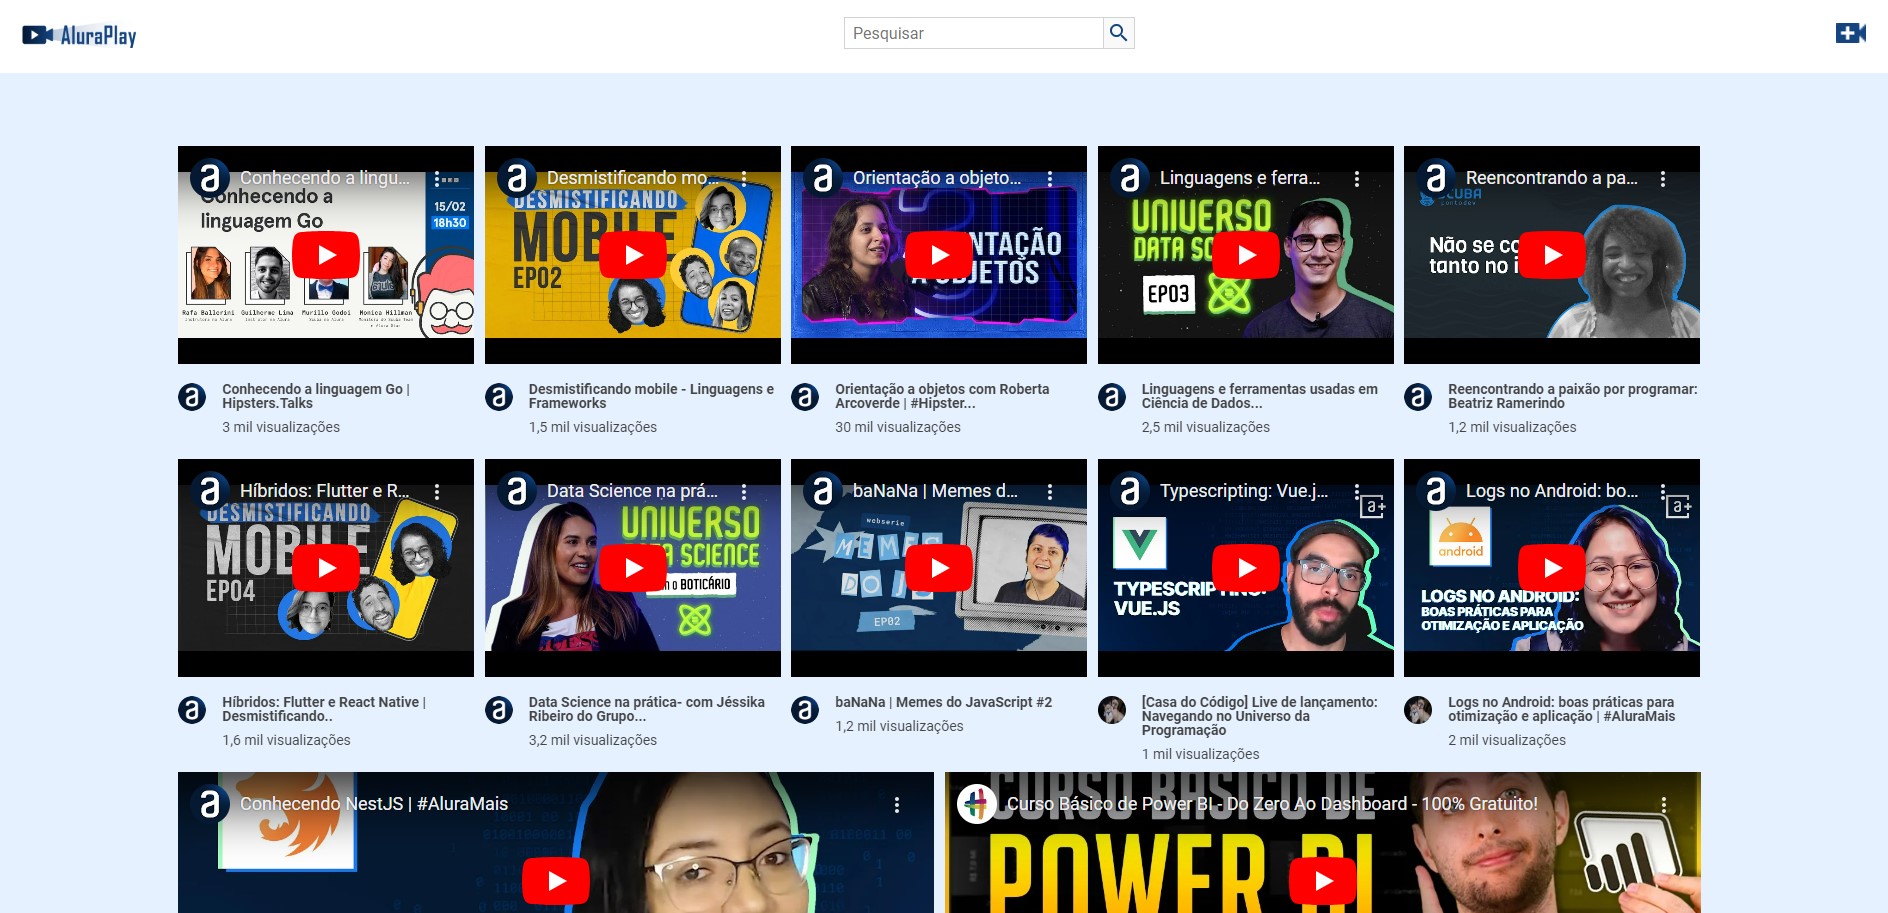 AluraPlay
Pesquisar
Conhecendo a lingu...
Conhecendo a
linguagem Go
15/02
18h30
Rafa Ballerini
Guilherme Lima
Murillo Godoi
Monica Hillman
Desmistificando mo...
DESMISTIFICANDO
MOBILE
EP02
Orientação a objeto...
NTAÇÃO
A OBJETOS
Linguagens e ferra...
UNIVERSO
DATA SC
EP03
Reencontrando a pa...
Não se co
tanto no i
Conhecendo a linguagem Go |
Hipsters.Talks
3 mil visualizações
Desmistificando mobile - Linguagens e
Frameworks
1,5 mil visualizações
Orientação a objetos com Roberta
Arcoverde | #Hipster...
30 mil visualizações
Linguagens e ferramentas usadas em
Ciência de Dados...
2,5 mil visualizações
Reencontrando a paixão por programar:
Beatriz Ramerindo
1,2 mil visualizações
Híbridos: Flutter e R...
DESMISTIFICANDO
MOBILE
EP04
Data Science na prá...
UNIVERSO
TA SCIENCE
O BOTICÁRIO
baNaNa | Memes d...
webserie
MEMES
DO
EP02
Typescripting: Vue.j...
a+
TYPESCRIPTING:
VUE.JS
Logs no Android: bo...
a+
android
LOGS NO ANDROID:
BOAS PRÁTICAS PARA
OTIMIZAÇÃO E APLICAÇÃO
Híbridos: Flutter e React Native |
Desmistificando..
1,6 mil visualizações
Data Science na prática- com Jéssika
Ribeiro do Grupo...
3,2 mil visualizações
baNaNa | Memes do JavaScript #2
1,2 mil visualizações
[Casa do Código] Live de lançamento:
Navegando no Universo da
Programação
1 mil visualizações
Logs no Android: boas práticas para
otimização e aplicação | #AluraMais
2 mil visualizações
Conhecendo NestJS | #AluraMais
Curso Básico de Power BI - Do Zero Ao Dashboard - 100% Gratuito!
CURSO BÁSICO DE
POWER BI